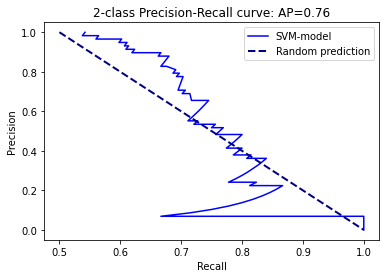 2-class Precision-Recall curve: AP=0.76
SVM-model
Random prediction
Precision
1.0
0.8
0.6
0.4
0.2
0.0
0.5 0.6 0.7 0.8 0.9 1.0
Recall